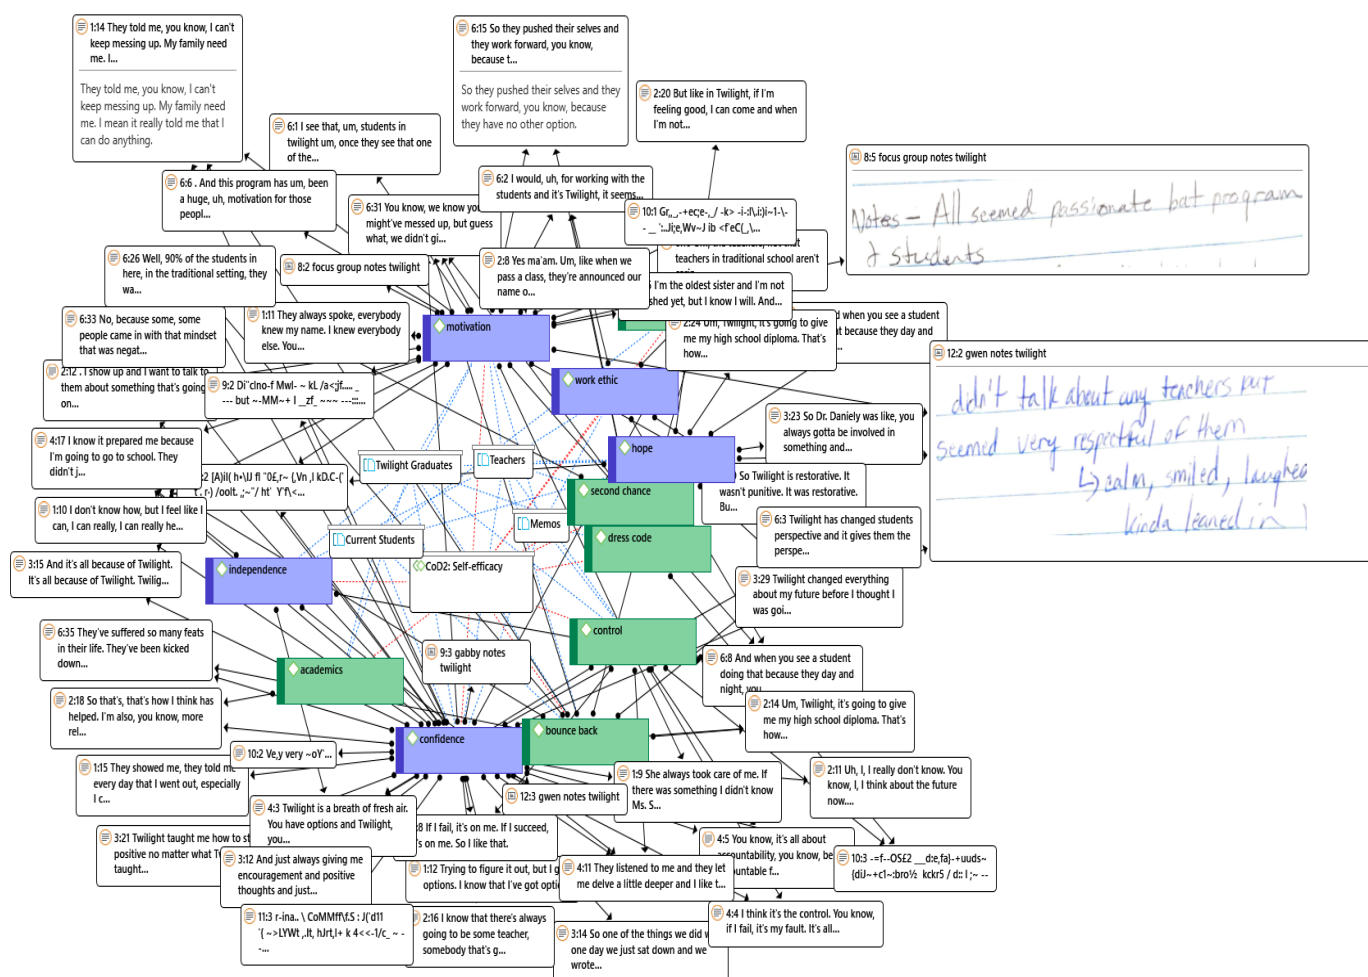 1:14 They told me, you know, I can't
keep messing up. My family need
me. I...
They told me, you know, I can't
keep messing up. My family need
me. I mean it really told me that I
can do anything.
6:15 So they pushed their selves and
they work forward, you know,
because t...
So they pushed their selves and they
work forward, you know, because
they have no other option.
2:20 But like in Twilight, if I'm
feeling good, I can come and when
I'm not...
6:1 I see that, um, students in
twilight um, once they see that one
of the...
8:5 focus group notes twilight
Notes – All seemed passionate bat program
& students
6:6 . And this program has um, been
a huge, uh, motivation for those
peopl...
6:2 I would, uh, for working with the
students and it's Twilight, it seems...
6:31 You know, we know you
might've messed up, but guess
what, we didn't gi...
teachers in traditional school aren't
6:26 Well, 90% of the students in
here, in the traditional setting, they
wa...
8:2 focus group notes twilight
2:8 Yes ma'am. Um, like when we
pass a class, they're announced our
name o...
I'm the oldest sister and I'm not
shed yet, but I know I will. And...
6:33 No, because some, some
people came in with that mindset
that was negat...
1:11 They always spoke, everybody
knew my name. I knew everybody
else. You...
motivation
2:24 Um, Twilight, it's going to give
me my high school diploma. That's
how...
when you see a student
because they day and
12:2 gwen notes twilight
didn't talk about any teachers but
seemed very respectful of them
↳ calm, smiled, laughed
kinda leaned in
2:12 . I show up and I want to talk to
them about something that's going
on...
work ethic
3:23 So Dr. Daniely was like, you
always gotta be involved in
something and...
4:17 I know it prepared me because
I'm going to go to school. They
didn't j...
hope
Twilight Graduates
Teachers
So Twilight is restorative. It
wasn't punitive. It was restorative.
Bu...
second chance
1:10 I don't know how, but I feel like I
can, I can really, I can really he...
Memos
6:3 Twilight has changed students
perspective and it gives them the
perspe...
Current Students
dress code
3:15 And it's all because of Twilight.
It's all because of Twilight. Twilig...
independence
CoD2: Self-efficacy
3:29 Twilight changed everything
about my future before I thought I
was goi...
6:35 They've suffered so many feats
in their life. They've been kicked
down...
control
9:3 gabby notes
twilight
6:8 And when you see a student
doing that because they day and
night, you
academics
2:18 So that's, that's how I think has
helped. I'm also, you know, more
rel...
2:14 Um, Twilight, it's going to give
me my high school diploma. That's
how...
confidence
bounce back
1:15 They showed me, they told me
every day that I went out, especially
I c...
1:9 She always took care of me. If
there was something I didn't know
Ms. S...
2:11 Uh, I, I really don't know. You
know, I, I think about the future
now....
12:3 gwen notes twilight
4:3 Twilight is a breath of fresh air.
You have options and Twilight,
you...
If I fail, it's on me. If I succeed,
on me. So I like that.
3:21 Twilight taught me how to
positive no matter what
taught...
4:5 You know, it's all about
3:12 And just always giving me
encouragement and positive
thoughts and just...
1:12 Trying to figure it out, but I
options. I know that I've got
4:11 They listened to me and they let
me delve a little deeper and I like t...
2:16 I know that there's always
going to be some teacher,
somebody that's g...
4:4 I think it's the control. You know,
if I fail, it's my fault. It's all...
3:14 So one of the things we did
one day we just sat down and we
wrote...